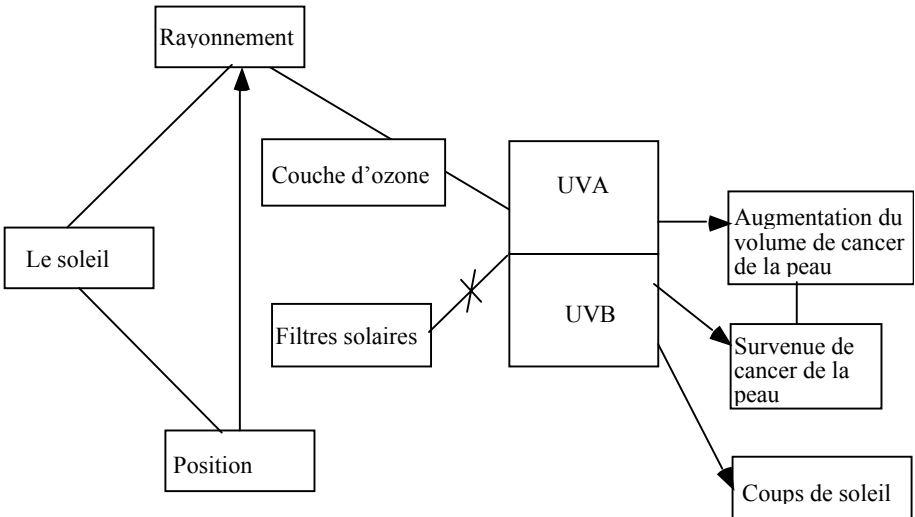 Rayonnement
Couche d’ozone
UVA
Augmentation du
volume de cancer
de la peau
Le soleil
Filtres solaires
UVB
Survenue de
cancer de la
peau
Position
Coups de soleil